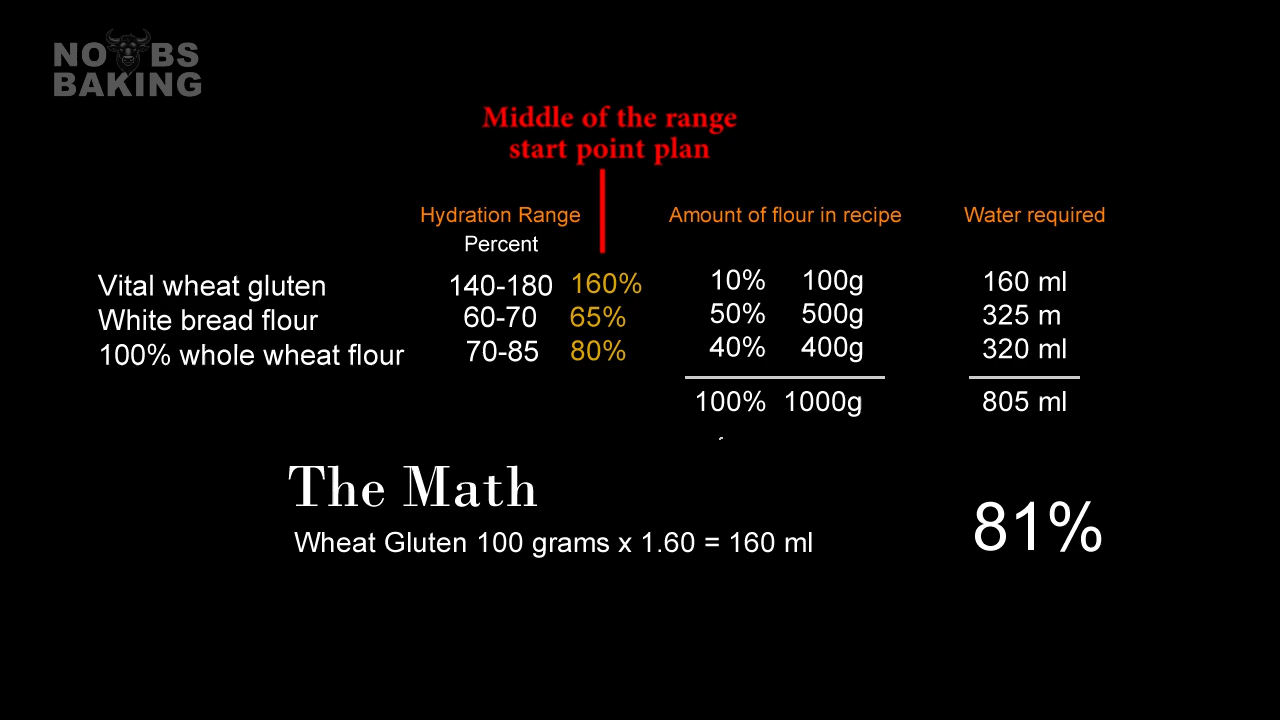 NO BS
BAKING
Middle of the range
start point plan
Hydration Range Amount of flour in recipe Water required
Percent
Vital wheat gluten 140-180 160% 10% 100g 160 ml
White bread flour 60-70 65% 50% 500g 325 m
100% whole wheat flour 70-85 80% 40% 400g 320 ml
100% 1000g 805 ml
The Math
Wheat Gluten 100 grams x 1.60 = 160 ml
81%